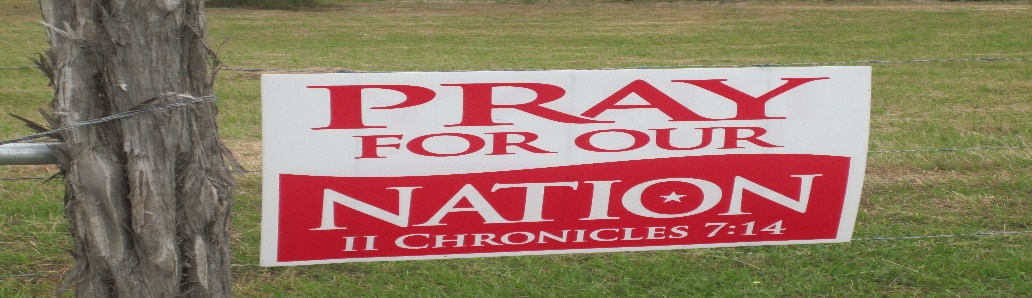 PRAY
FOR OUR
NATION
II CHRONICLES 7:14